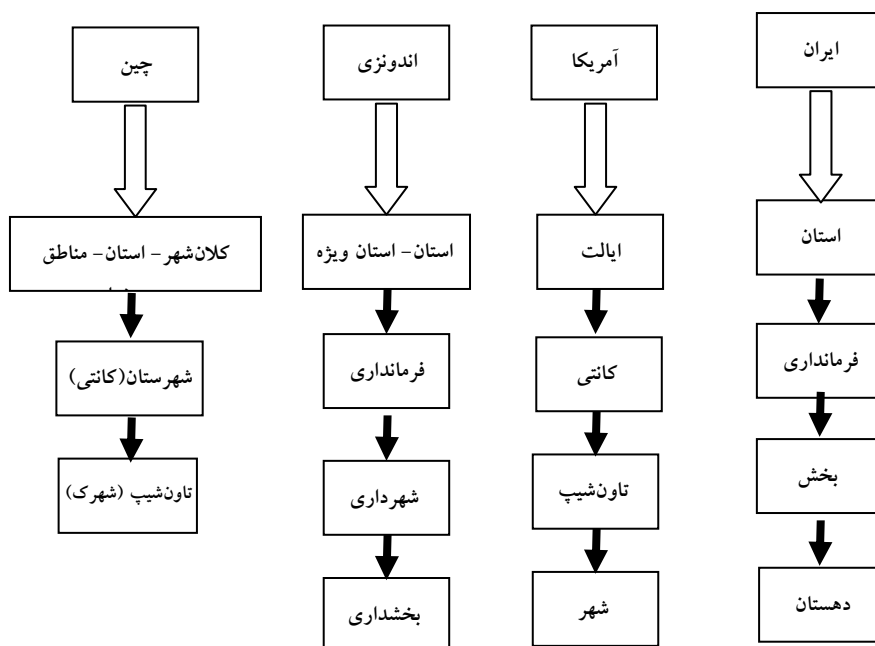 ایران
آمریکا
اندونزی
چین
استان
ایالت
استان- استان ویژه
کلان‌شهر - استان- مناطق
فرمانداری
کانتی
فرمانداری
شهرستان(کانتی)
بخش
تاون‌شیپ
شهرداری
تاون‌شیپ (شهرک)
دهستان
شهر
بخشداری